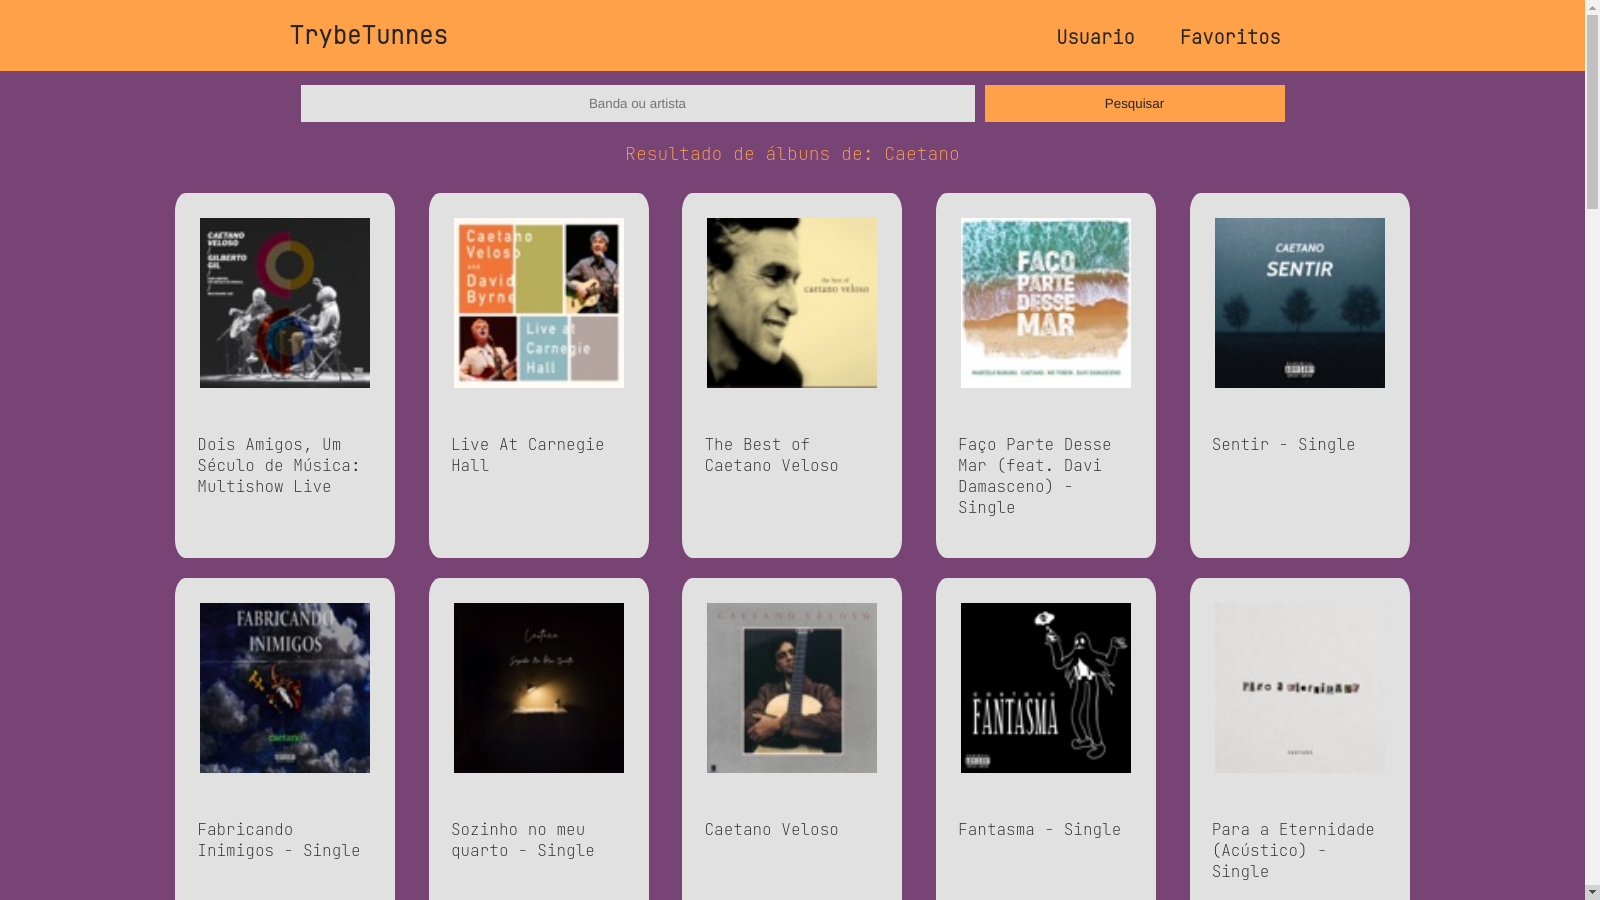 TrybeTunnes
Usuario
Favoritos
Banda ou artista
Pesquisar
Resultado de álbuns de: Caetano
CAETANO
VELOSO
GILBERTO
GIL
Caetano
Veloso
and
David
Byrne
Live at
Carnegie
Hall
the best of
caetano veloso
FAÇO
PARTE
DESSE
MAR
CAETANO
SENTIR
Dois Amigos, Um
Século de Música:
Multishow Live
Live At Carnegie
Hall
The Best of
Caetano Veloso
Faço Parte Desse
Mar (feat. Davi
Damasceno) -
Single
Sentir - Single
FABRICANDO
INIMIGOS
caetano
CAETANO VELOSO
CAETANO
FANTASMA
CAETANO
Fabricando
Inimigos - Single
Sozinho no meu
quarto - Single
Caetano Veloso
Fantasma - Single
Para a Eternidade
(Acústico) -
Single